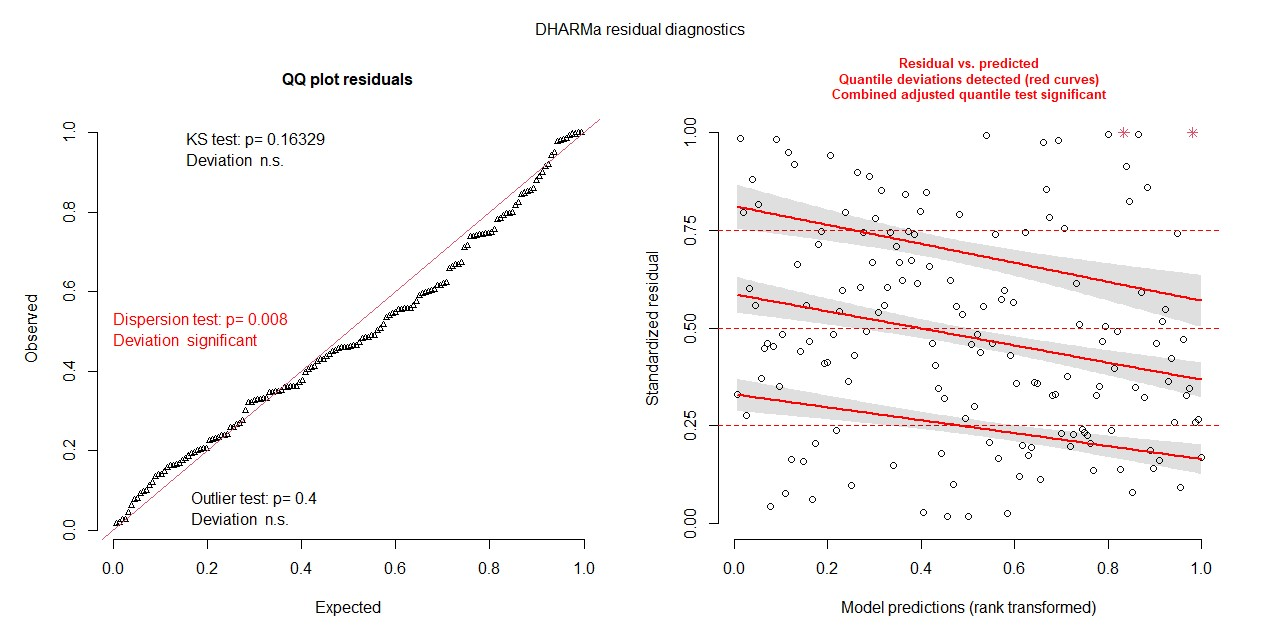 DHARMa residual diagnostics
QQ plot residuals
KS test: p= 0.16329
Deviation n.s.
Dispersion test: p= 0.008
Deviation significant
Outlier test: p= 0.4
Deviation n.s.
Observed
0.0 0.2 0.4 0.6 0.8 1.0
0.0 0.2 0.4 0.6 0.8 1.0
Expected
Residual vs. predicted
Quantile deviations detected (red curves)
Combined adjusted quantile test significant
Standardized residual
0.00 0.25 0.50 0.75 1.00
0.0 0.2 0.4 0.6 0.8 1.0
Model predictions (rank transformed)